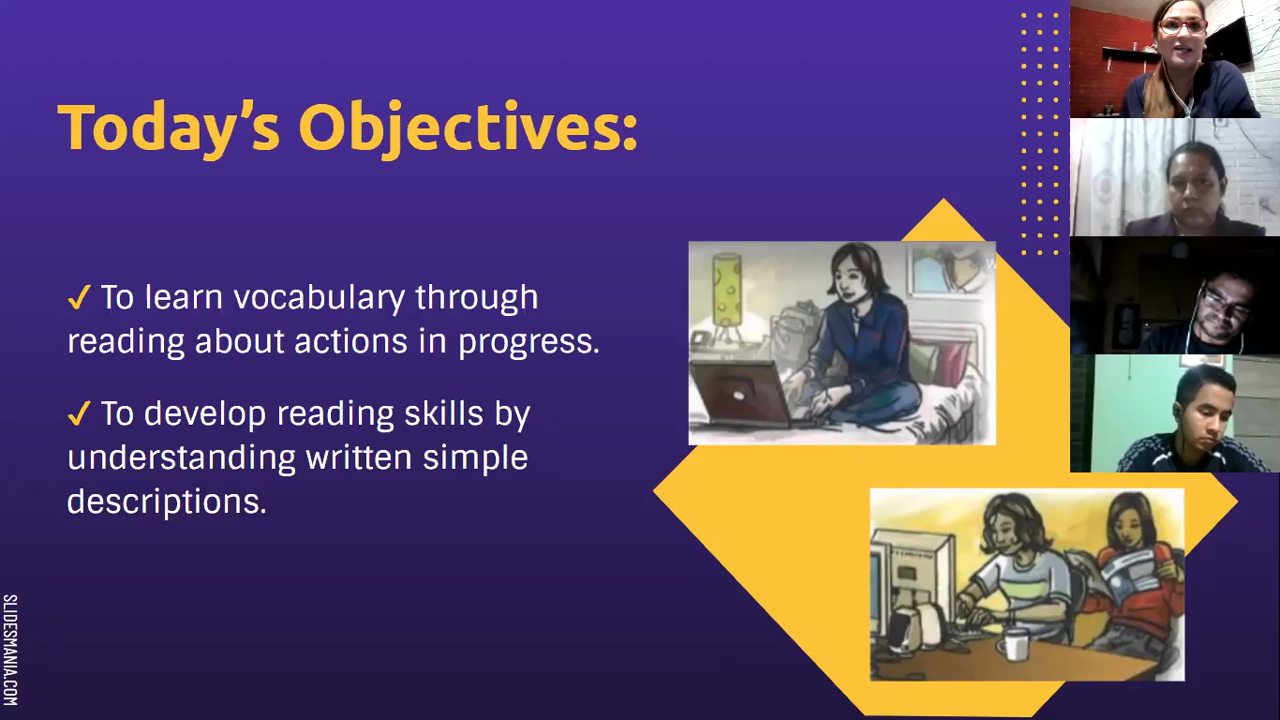 Today's Objectives:
✓ To learn vocabulary through
reading about actions in progress.
✓ To develop reading skills by
understanding written simple
descriptions.
SLIDESMANIA.COM